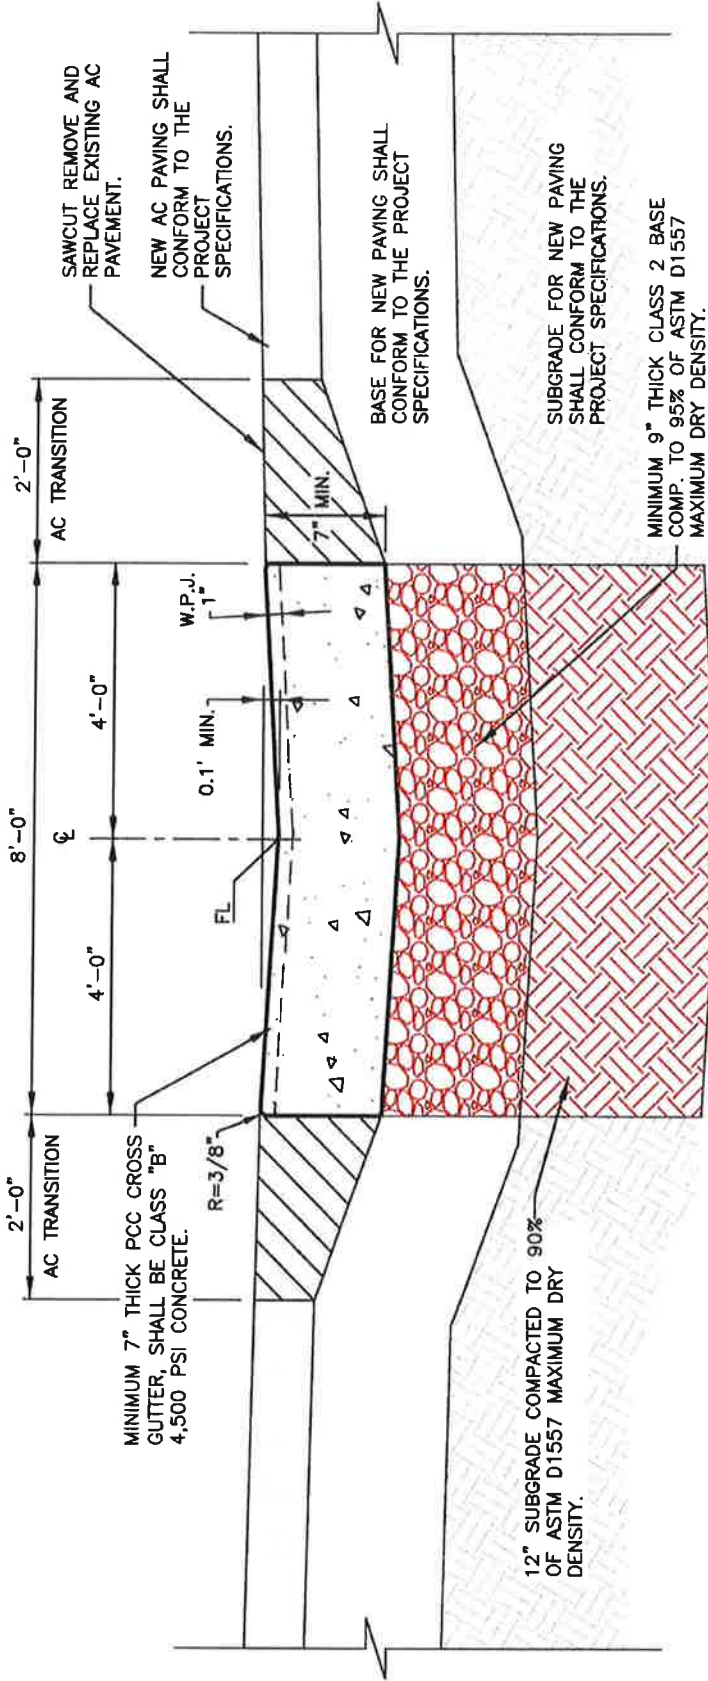 2'-0"
AC TRANSITION
8'-0"
4'-0"
4'-0"
℄
2'-0"
AC TRANSITION
MINIMUM 7" THICK PCC CROSS
GUTTER, SHALL BE CLASS "B"
4,500 PSI CONCRETE.
R=3/8"
FL
0.1' MIN.
W.P.J.
1"
7" MIN.
SAWCUT REMOVE AND
REPLACE EXISTING AC
PAVEMENT.
NEW AC PAVING SHALL
CONFORM TO THE
PROJECT
SPECIFICATIONS.
BASE FOR NEW PAVING SHALL
CONFORM TO THE PROJECT
SPECIFICATIONS.
SUBGRADE FOR NEW PAVING
SHALL CONFORM TO THE
PROJECT SPECIFICATIONS.
MINIMUM 9" THICK CLASS 2 BASE
COMP. TO 95% OF ASTM D1557
MAXIMUM DRY DENSITY.
12" SUBGRADE COMPACTED TO 90%
OF ASTM D1557 MAXIMUM DRY
DENSITY.